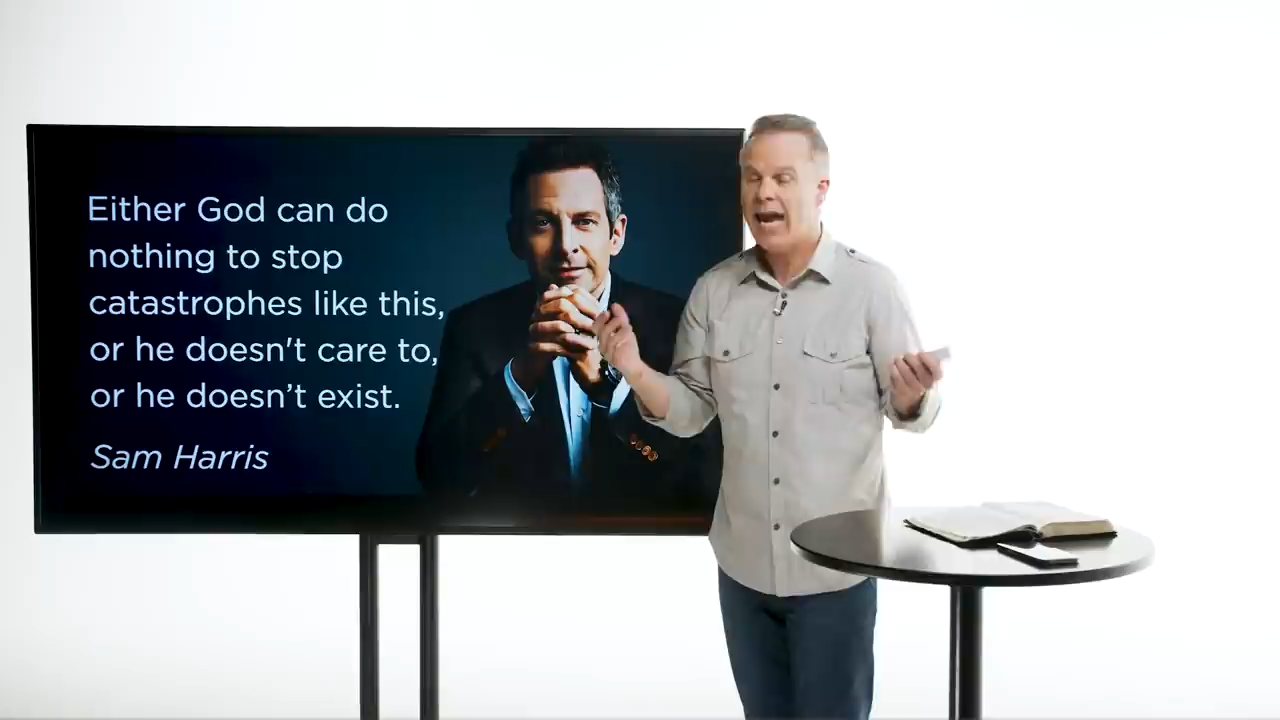 Either God can do
nothing to stop
catastrophes like this,
or he doesn't care to,
or he doesn’t exist.
Sam Harris